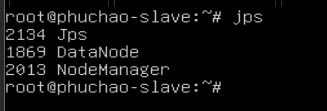 root@phuchao-slave:~# jps
2134 Jps
1869 DataNode
2013 NodeManager
root@phuchao-slave:~#